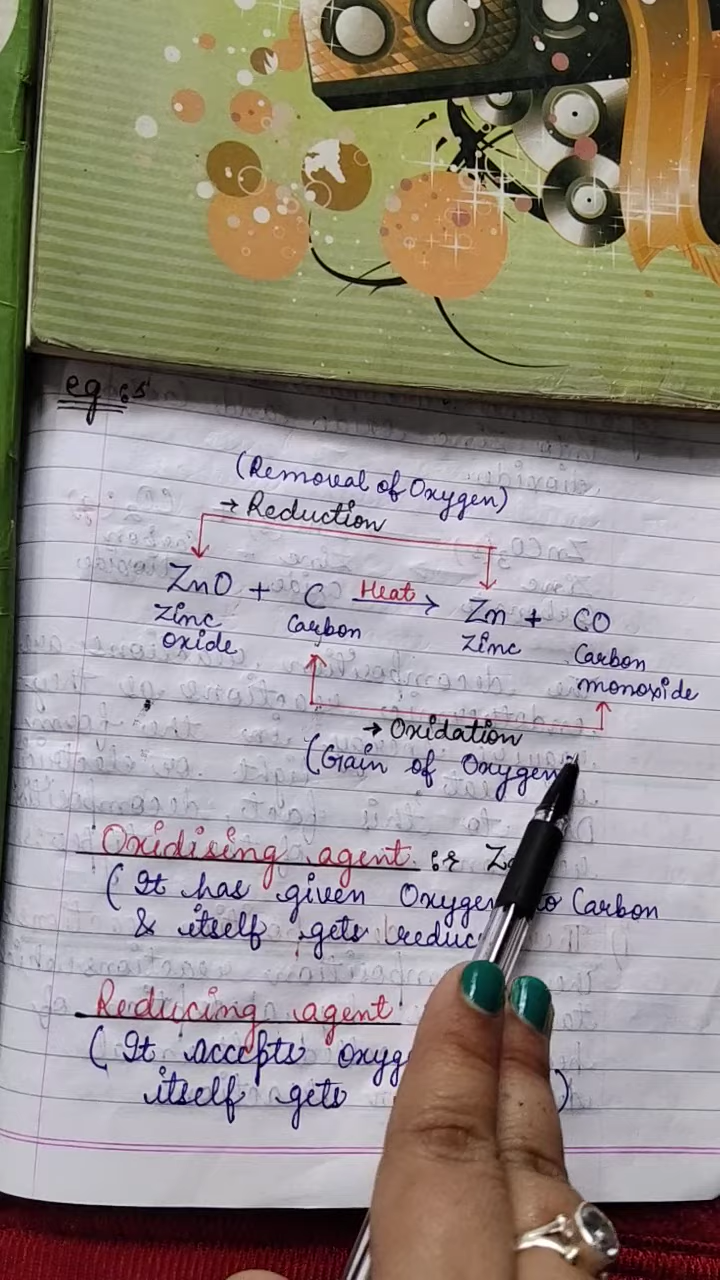 eg
(Removal of Oxygen)
→ Reduction
ZnO + C Heat → Zn + CO
Zinc oxide Carbon Zinc Carbon monoxide
→ Oxidation
(Gain of Oxygen
Oxidising agent
(It has given Oxygen to Carbon
& itself gets
Reducing agent
(It accepts
itself gets )